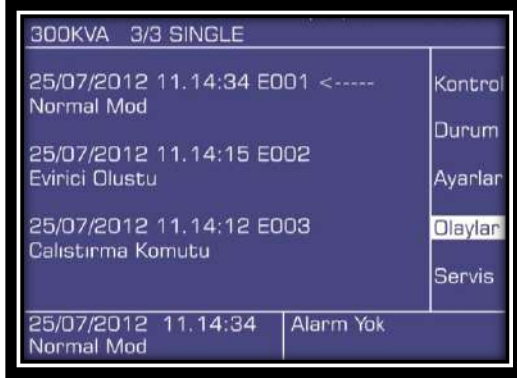 300KVA 3/3 SINGLE
25/07/2012 11.14:34 E001 <-----
Normal Mod
25/07/2012 11.14:15 E002
Evirici Olustu
25/07/2012 11.14:12 E003
Calıstırma Komutu
Kontrol
Durum
Ayarlar
Olaylar
Servis
25/07/2012 11.14:34
Normal Mod
Alarm Yok